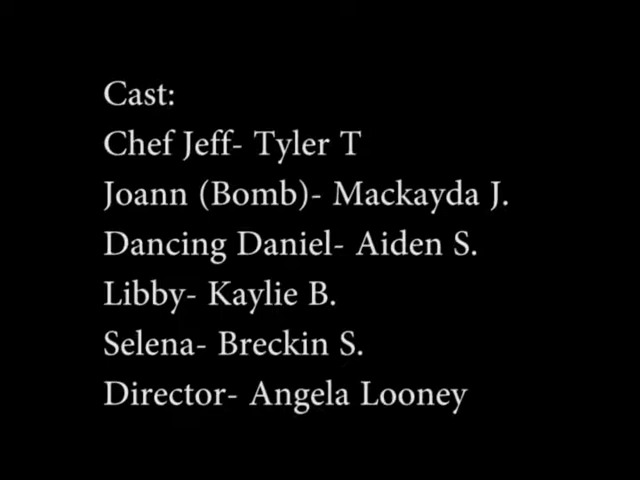 Cast:
Chef Jeff- Tyler T
Joann (Bomb)- Mackayda J.
Dancing Daniel- Aiden S.
Libby- Kaylie B.
Selena- Breckin S.
Director- Angela Looney